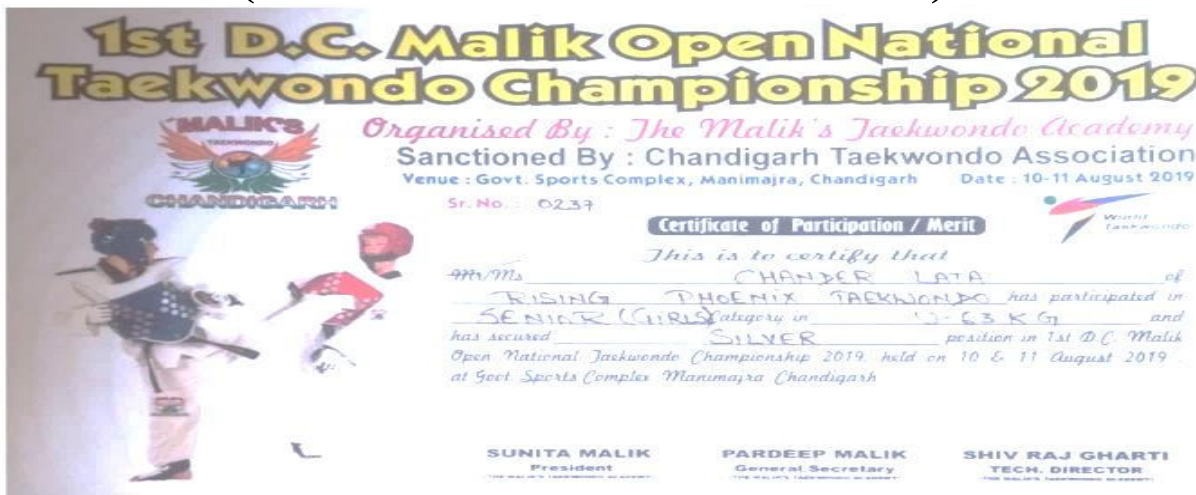 1st D.C. Malik Open National
Taekwondo Championship 2019
MALIK'S
TAEKWONDO
CHANDIGARH
Organised By : The Malik's Taekwondo Academy
Sanctioned By : Chandigarh Taekwondo Association
Venue : Govt. Sports Complex, Manimajra, Chandigarh Date : 10-11 August 2019
Sr. No. : 0237
World
Taekwondo
Certificate of Participation / Merit
This is to certify that
Mr/Ms CHANDER LATA of
RISING PHOENIX TAEKWONDO has participated in
SENIOR (GIRLS) Category in U-63 KG and
has secured SILVER position in 1st D.C. Malik
Open National Taekwondo Championship 2019, held on 10 & 11 August 2019
at Govt. Sports Complex Manimajra Chandigarh
SUNITA MALIK PARDEEP MALIK SHIV RAJ GHARTI
President General Secretary TECH. DIRECTOR